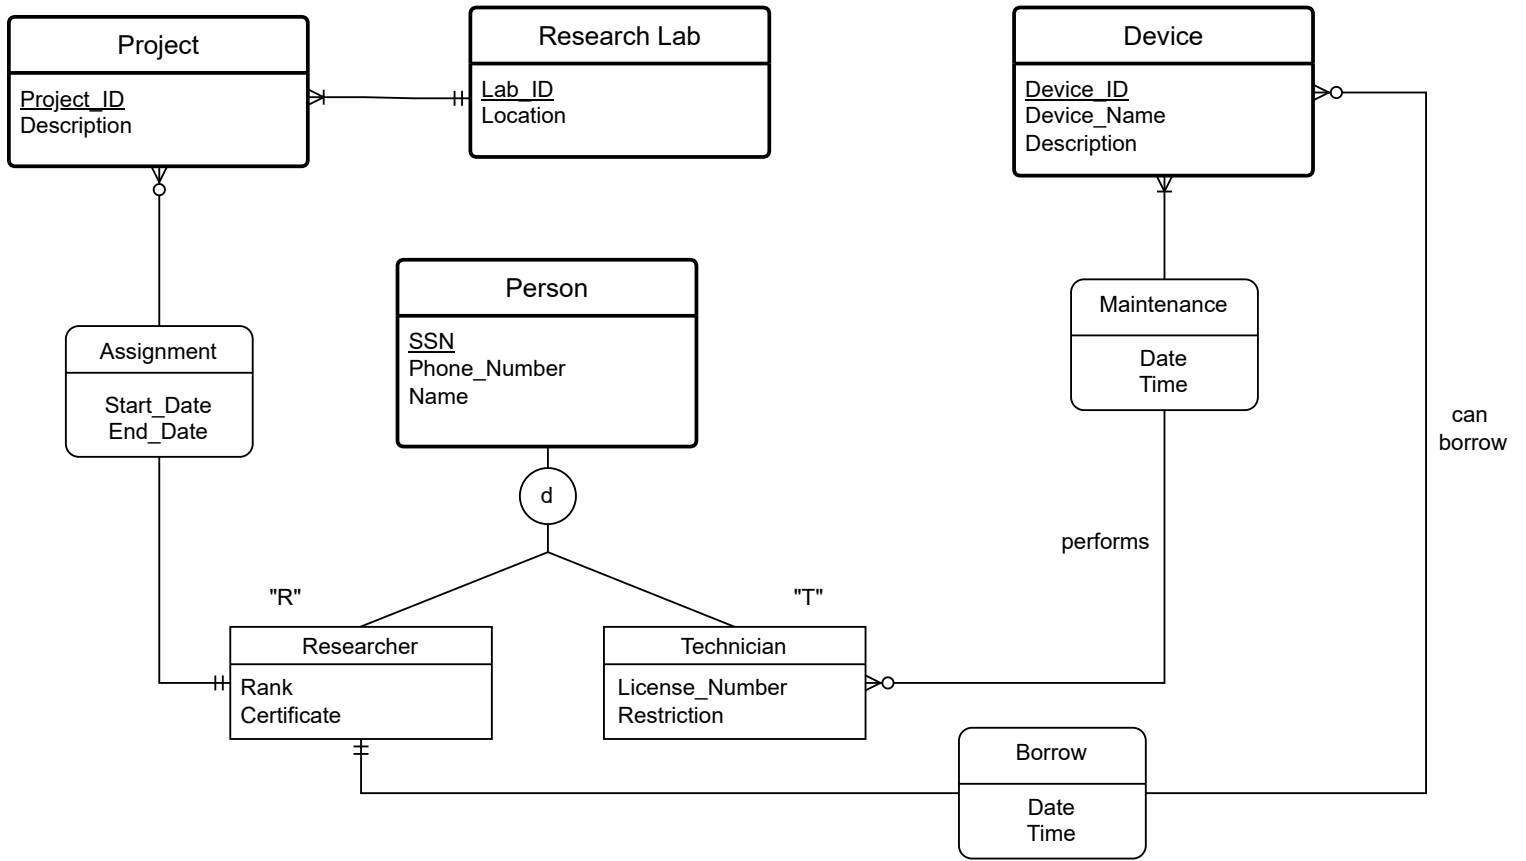 Project
Project_ID
Description
Research Lab
Lab_ID
Location
Device
Device_ID
Device_Name
Description
Person
SSN
Phone_Number
Name
Assignment
Start_Date
End_Date
Maintenance
Date
Time
can
borrow
d
performs
"R"
"T"
Researcher
Rank
Certificate
Technician
License_Number
Restriction
Borrow
Date
Time